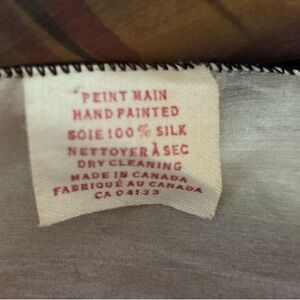 PEINT MAIN
HAND PAINTED
SOIE 100% SILK
NETTOYER À SEC
DRY CLEANING
MADE IN CANADA
FABRIQUÉ AU CANADA
CA 04133